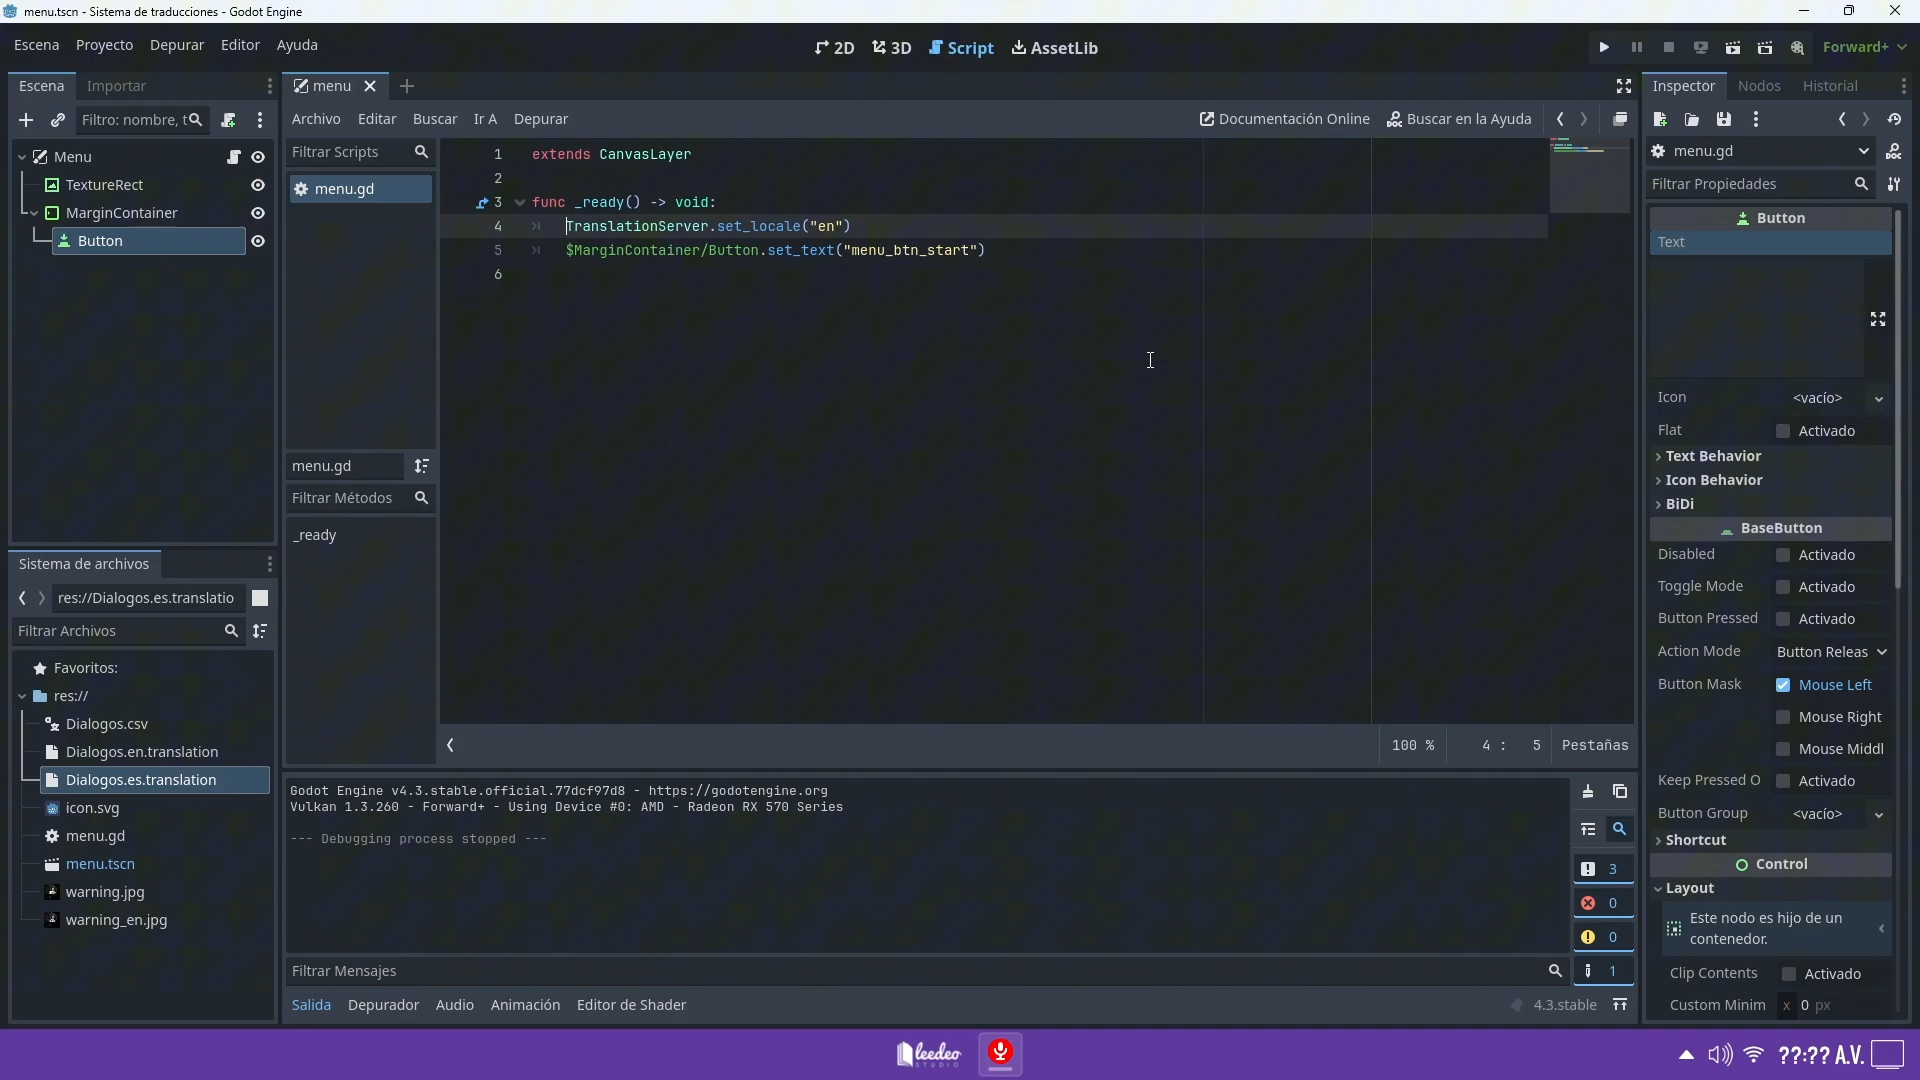 menu.tscn - Sistema de traducciones - Godot Engine
Escena Proyecto Depurar Editor Ayuda
2D 3D Script AssetLib
Forward+
Escena Importar
Filtro: nombre, t
Menu
TextureRect
MarginContainer
Button
Sistema de archivos
res://Dialogos.es.translatio
Filtrar Archivos
Favoritos:
res://
Dialogos.csv
Dialogos.en.translation
Dialogos.es.translation
icon.svg
menu.gd
menu.tscn
warning.jpg
warning_en.jpg
menu
Archivo Editar Buscar Ir A Depurar
Documentación Online Buscar en la Ayuda
Filtrar Scripts
menu.gd
menu.gd
Filtrar Métodos
_ready
1 extends CanvasLayer
2
3 func _ready() -> void:
4 TranslationServer.set_locale("en")
5 $MarginContainer/Button.set_text("menu_btn_start")
6
100 % 4 : 5 Pestañas
Godot Engine v4.3.stable.official.77dcf97d8 - https://godotengine.org
Vulkan 1.3.260 - Forward+ - Using Device #0: AMD - Radeon RX 570 Series
--- Debugging process stopped ---
3
0
0
1
Filtrar Mensajes
Salida Depurador Audio Animación Editor de Shader
4.3.stable
Inspector Nodos Historial
menu.gd
Filtrar Propiedades
Button
Text
Icon <vacío>
Flat Activado
Text Behavior
Icon Behavior
BiDi
BaseButton
Disabled Activado
Toggle Mode Activado
Button Pressed Activado
Action Mode Button Releas
Button Mask Mouse Left
Mouse Right
Mouse Middl
Keep Pressed O Activado
Button Group <vacío>
Shortcut
Control
Layout
Este nodo es hijo de un
contenedor.
Clip Contents Activado
Custom Minim x 0 px
leedeo
STUDIO
??:?? A.V.